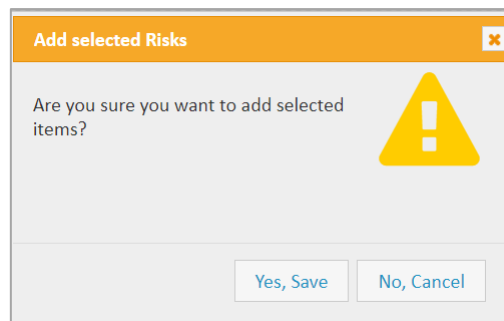 Add selected Risks
Are you sure you want to add selected
items?
Yes, Save
No, Cancel